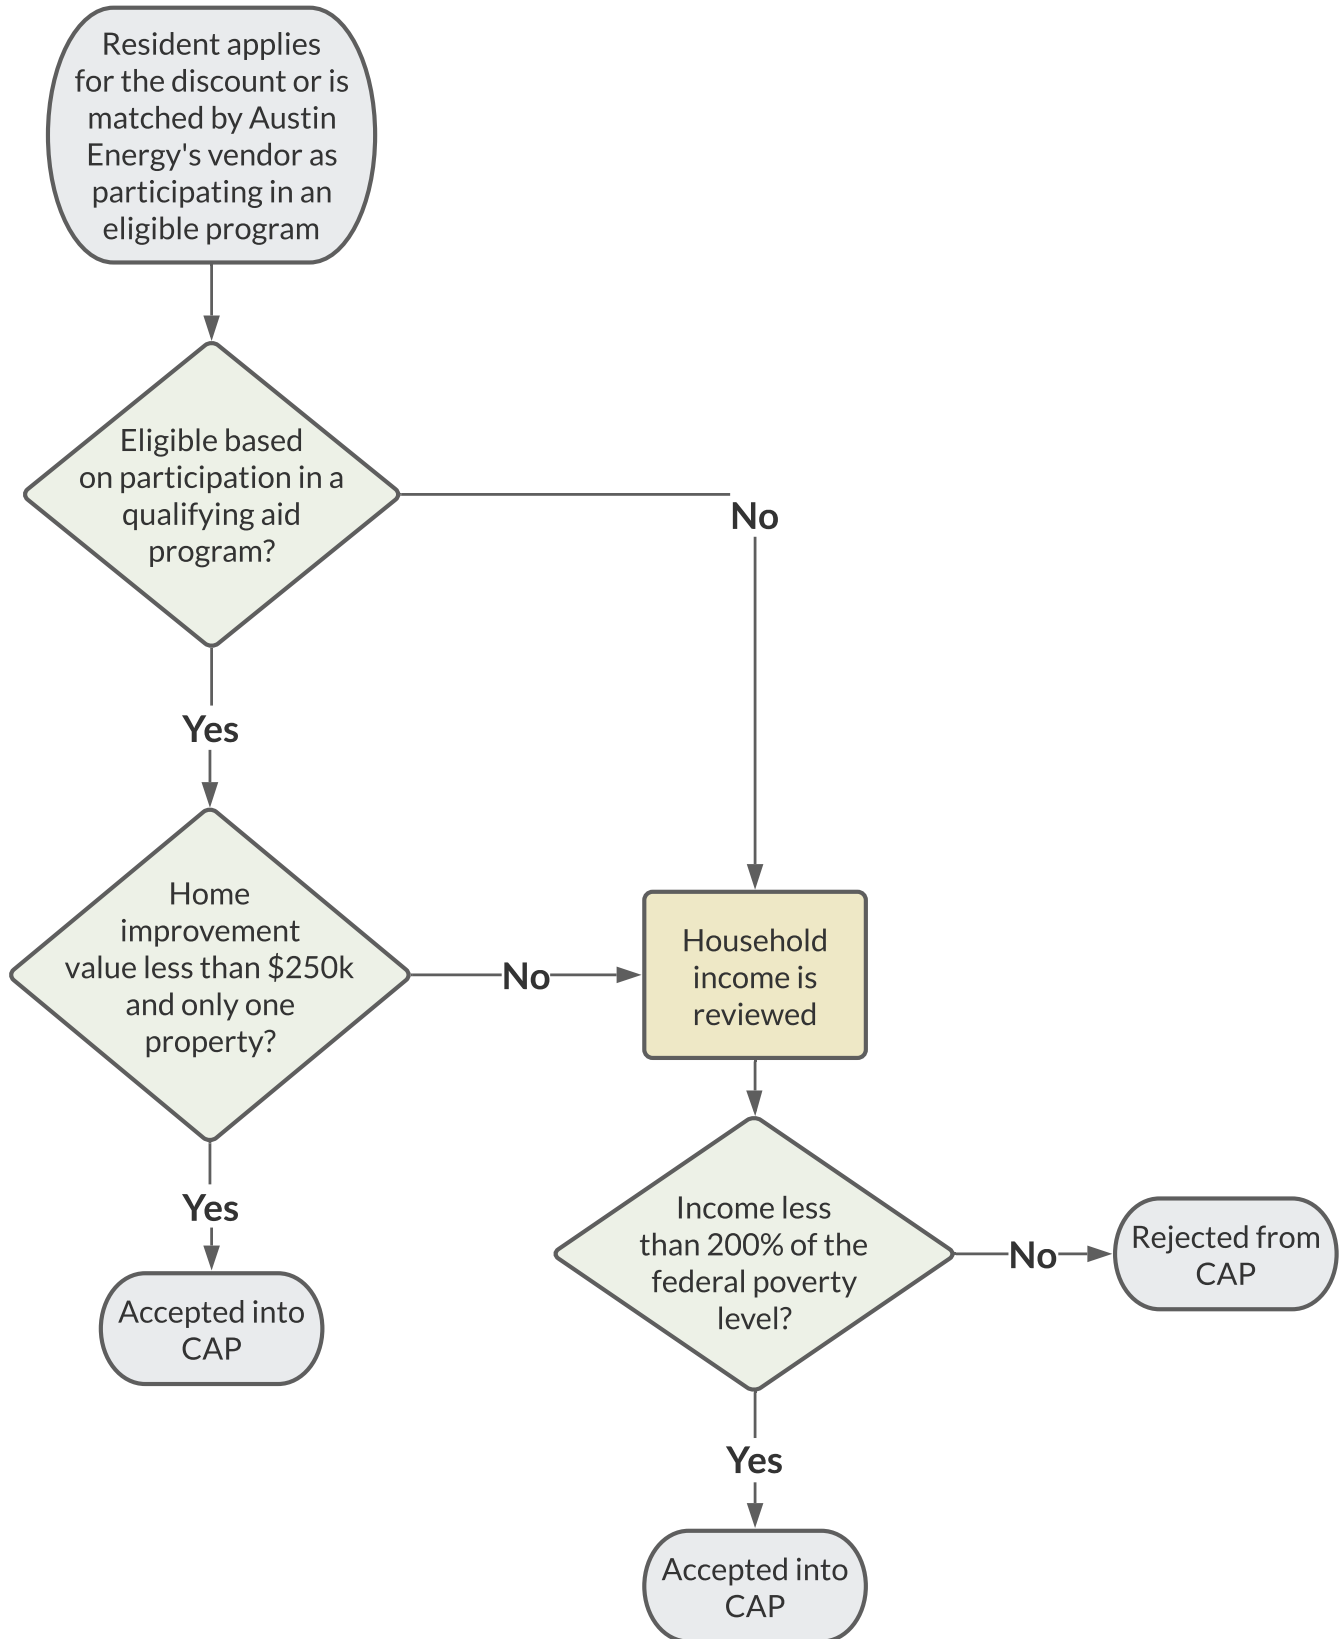 Resident applies
for the discount or is
matched by Austin
Energy's vendor as
participating in an
eligible program
Eligible based
on participation in a
qualifying aid
program?
No
Yes
Home
improvement
value less than $250k
and only one
property?
No
Household
income is
reviewed
Yes
Accepted into
CAP
Income less
than 200% of the
federal poverty
level?
No
Rejected from
CAP
Yes
Accepted into
CAP